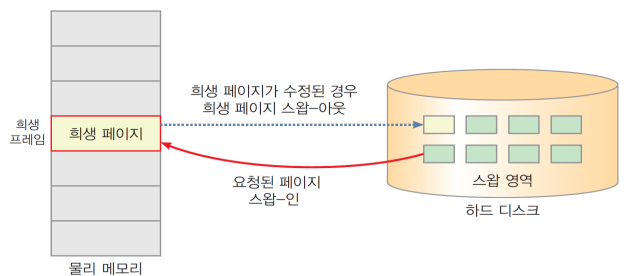 희생 페이지가 수정된 경우
희생 페이지 스왑-아웃
희생
프레임
희생 페이지
요청된 페이지
스왑-인
스왑 영역
하드 디스크
물리 메모리